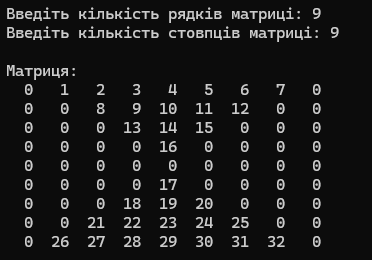 Введіть кількість рядків матриці: 9
Введіть кількість стовпців матриці: 9
Матриця:
0 1 2 3 4 5 6 7 0
0 0 8 9 10 11 12 0 0
0 0 0 13 14 15 0 0 0
0 0 0 0 16 0 0 0 0
0 0 0 0 0 0 0 0 0
0 0 0 0 17 0 0 0 0
0 0 0 18 19 20 0 0 0
0 0 21 22 23 24 25 0 0
0 26 27 28 29 30 31 32 0